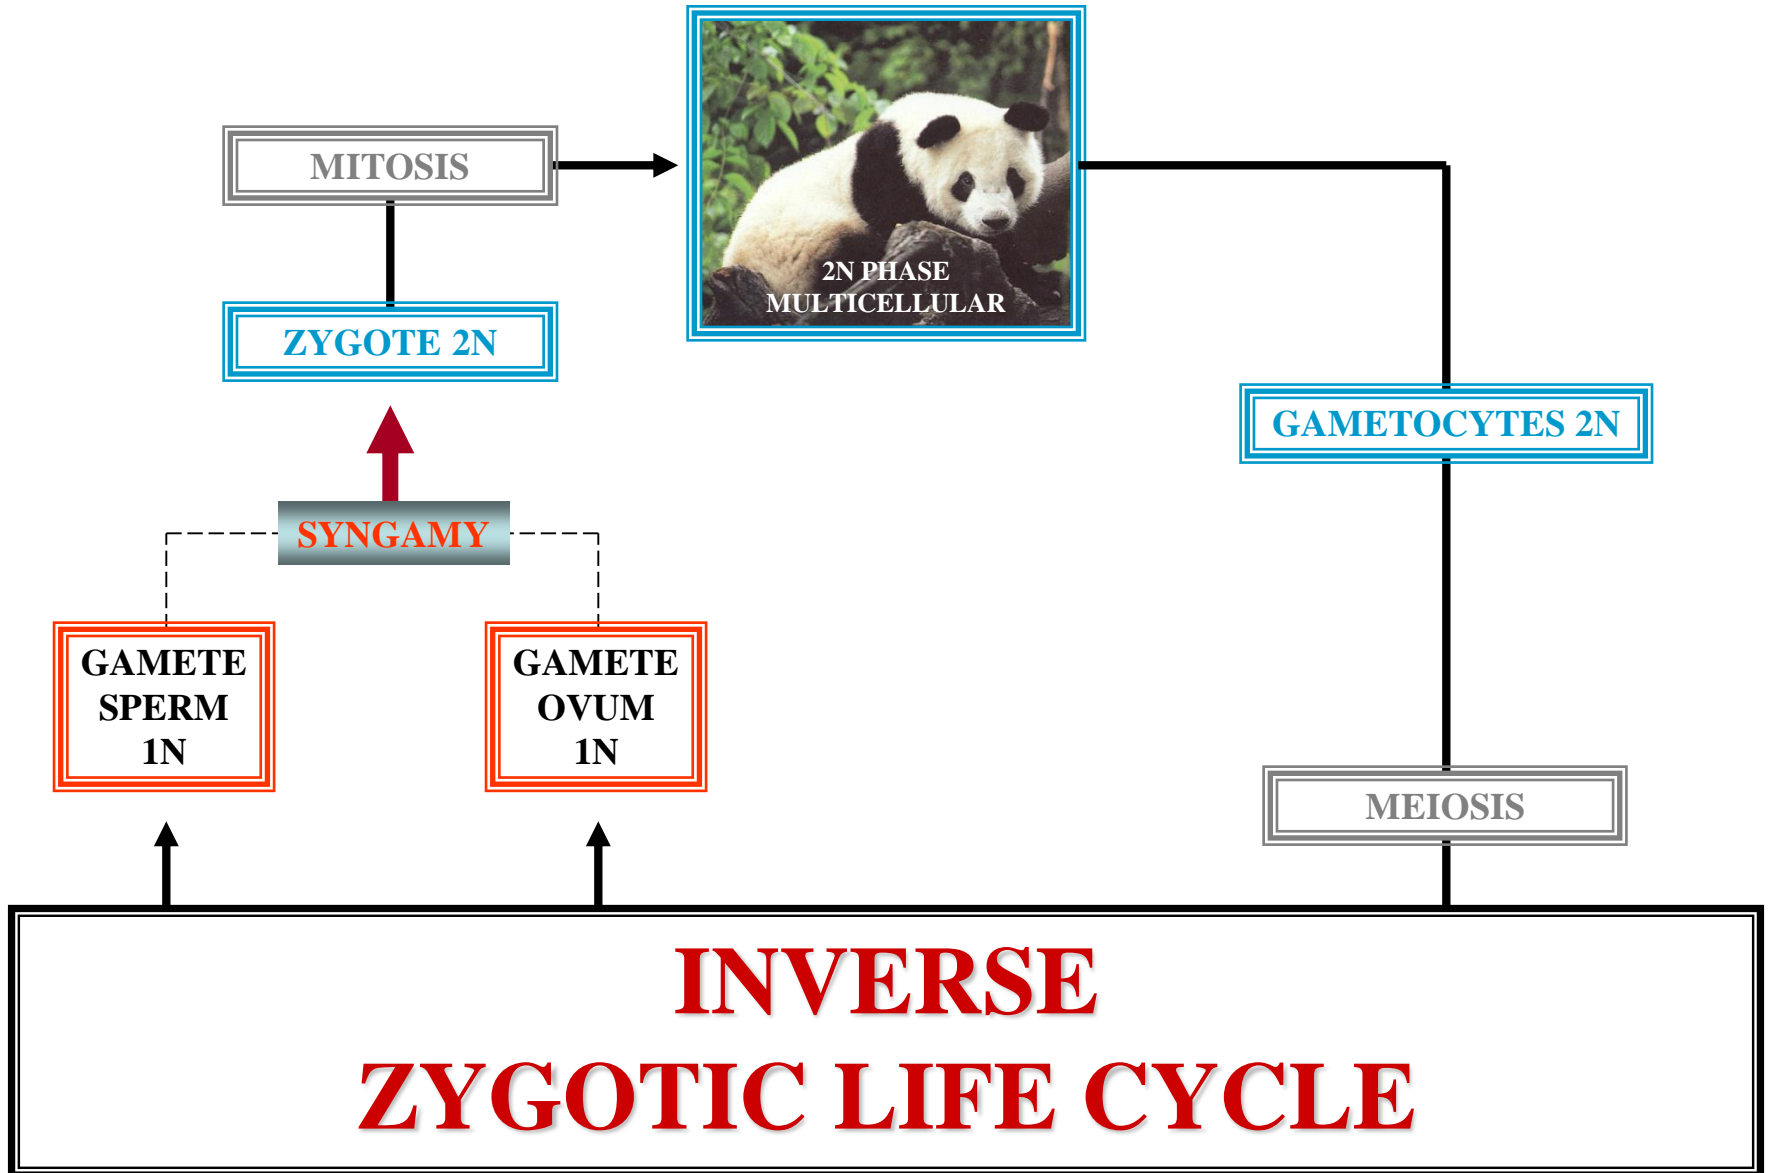 MITOSIS
2N PHASE
MULTICELLULAR
ZYGOTE 2N
GAMETOCYTES 2N
SYNGAMY
GAMETE
SPERM
1N
GAMETE
OVUM
1N
MEIOSIS
INVERSE
ZYGOTIC LIFE CYCLE